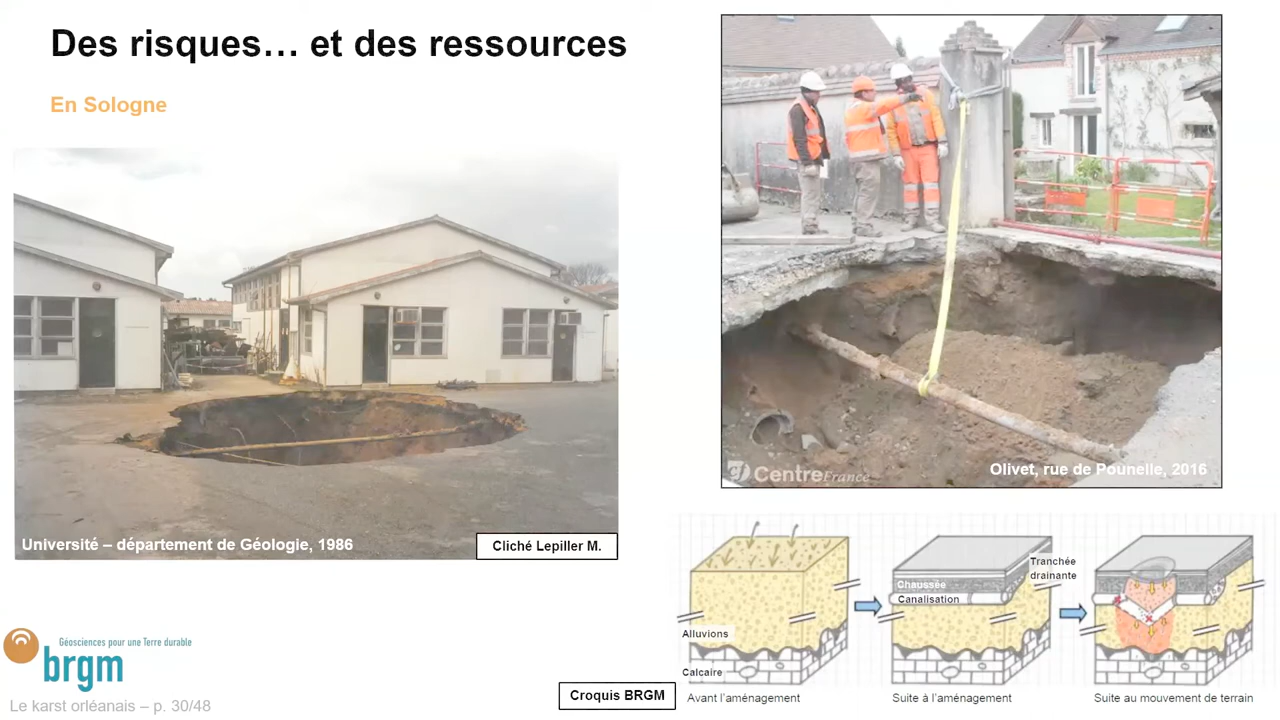 Des risques… et des ressources
En Sologne
Université – département de Géologie, 1986
Cliché Lepiller M.
Centre France
Olivet, rue de Pounelle, 2016
Tranchée
drainante
Chaussée
Canalisation
Alluvions
Calcaire
Avant l'aménagement
Suite à l'aménagement
Suite au mouvement de terrain
Croquis BRGM
Géosciences pour une Terre durable
brgm
Le karst orléanais – p. 30/48